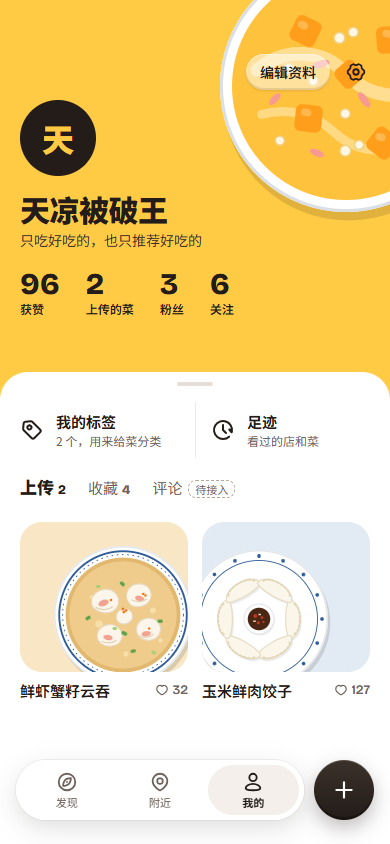 编辑资料
天
天凉被破王
只吃好吃的，也只推荐好吃的
96 2 3 6
获赞 上传的菜 粉丝 关注
我的标签 足迹
2 个，用来给菜分类 看过的店和菜
上传 2 收藏 4 评论 待接入
鲜虾蟹籽云吞 32 玉米鲜肉饺子 127
发现 附近 我的